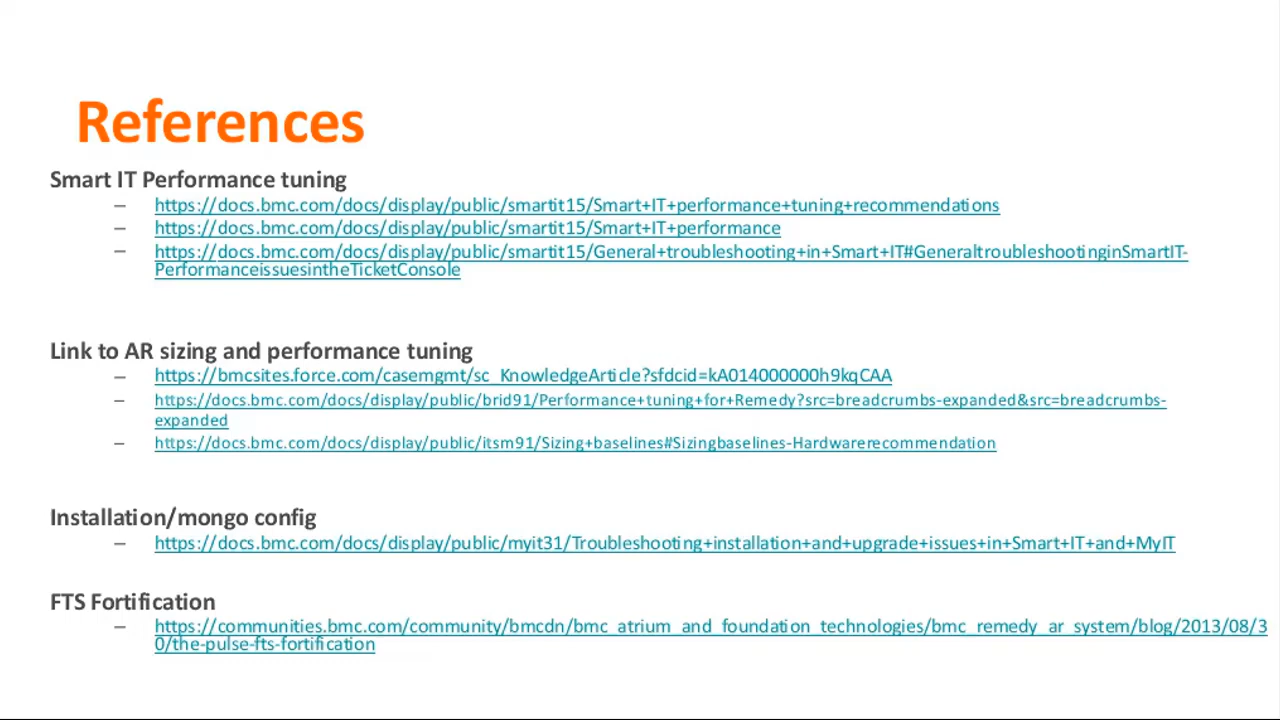 References
Smart IT Performance tuning
– https://docs.bmc.com/docs/display/public/smartit15/Smart+IT+performance+tuning+recommendations
– https://docs.bmc.com/docs/display/public/smartit15/Smart+IT+performance
– https://docs.bmc.com/docs/display/public/smartit15/General+troubleshooting+in+Smart+IT#GeneraltroubleshootinginSmartIT-
PerformanceissuesintheTicketConsole
Link to AR sizing and performance tuning
– https://bmcsites.force.com/casemgmt/sc_KnowledgeArticle?sfdcid=kA014000000h9kqCAA
– https://docs.bmc.com/docs/display/public/brid91/Performance+tuning+for+Remedy?src=breadcrumbs-expanded&src=breadcrumbs-
expanded
– https://docs.bmc.com/docs/display/public/itsm91/Sizing+baselines#Sizingbaselines-Hardwarerecommendation
Installation/mongo config
– https://docs.bmc.com/docs/display/public/myit31/Troubleshooting+installation+and+upgrade+issues+in+Smart+IT+and+MyIT
FTS Fortification
– https://communities.bmc.com/community/bmcdn/bmc_atrium_and_foundation_technologies/bmc_remedy_ar_system/blog/2013/08/3
0/the-pulse-fts-fortification